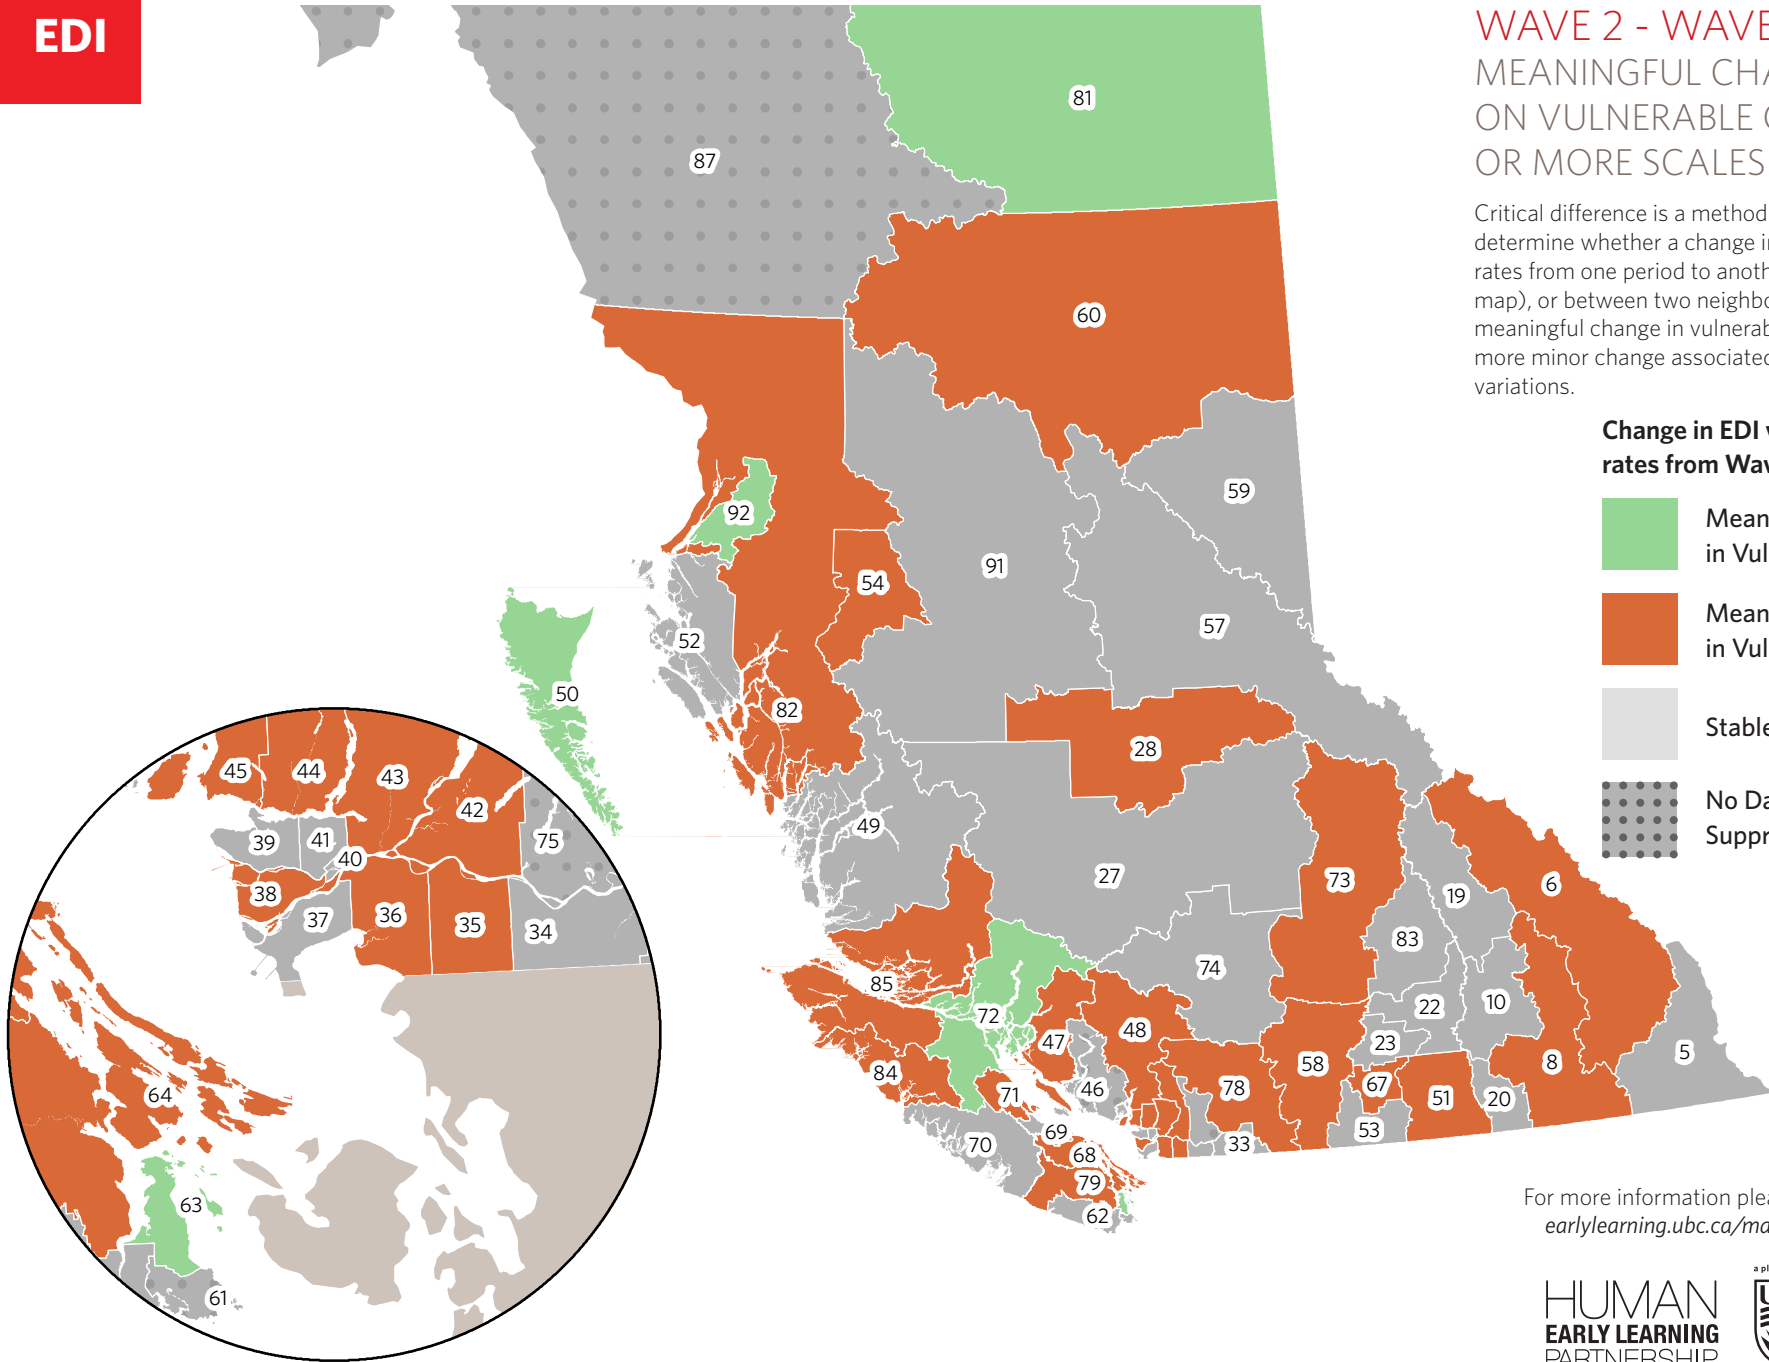 EDI
WAVE 2 - WAVE
MEANINGFUL CHA
ON VULNERABLE O
OR MORE SCALES
Critical difference is a method
determine whether a change in
rates from one period to anoth
map), or between two neighbo
meaningful change in vulnerab
more minor change associated
variations.
Change in EDI v
rates from Wav
Mean
in Vul
Mean
in Vul
Stable
No Da
Suppr
81
87
60
59
92
91
54
57
52
50
82
28
49
27
73
6
19
83
74
10
85
22
72
48
47
23
5
58
8
84
67
78
46
71
51
20
69
53
33
70
68
79
62
45
44
43
42
75
39
41
40
38
37
36
35
34
64
63
61
For more information plea
earlylearning.ubc.ca/ma
a pl
HUMAN
EARLY LEARNING
PARTNERSHIP